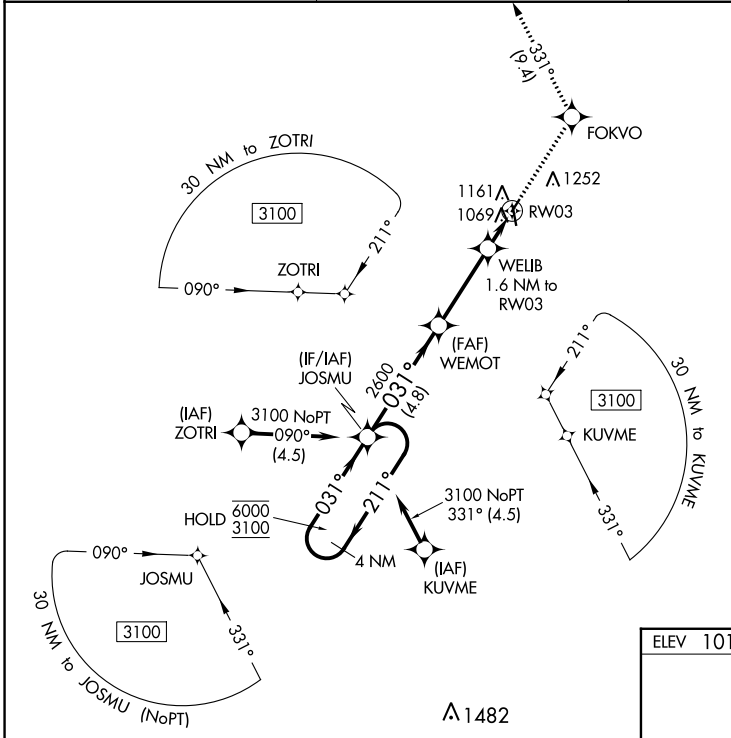 331°
(9.4)
FOKVO
30 NM to ZOTRI
3100
211°
ZOTRI
090°
1161
1252
1069
RW03
WELIB
1.6 NM to
RW03
(FAF)
WEMOT
(IF/IAF)
JOSMU
2600
031°
(4.8)
(IAF)
ZOTRI
3100 NoPT
090°
(4.5)
211°
3100
30 NM to KUVME
KUVME
331°
031°
211°
HOLD
6000
3100
4 NM
3100 NoPT
331° (4.5)
(IAF)
KUVME
090°
JOSMU
3100
331°
30 NM to JOSMU (NoPT)
1482
ELEV 101